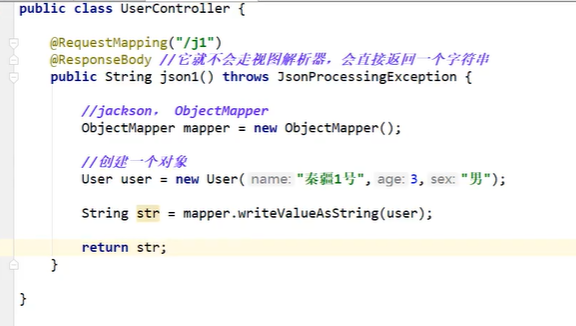 public class UserController {
@RequestMapping("/j1")
@ResponseBody //它就不会走视图解析器，会直接返回一个字符串
public String json1() throws JsonProcessingException {
//jackson， ObjectMapper
ObjectMapper mapper = new ObjectMapper();
//创建一个对象
User user = new User( name: "秦疆1号", age: 3, sex: "男");
String str = mapper.writeValueAsString(user);
return str;
}
}